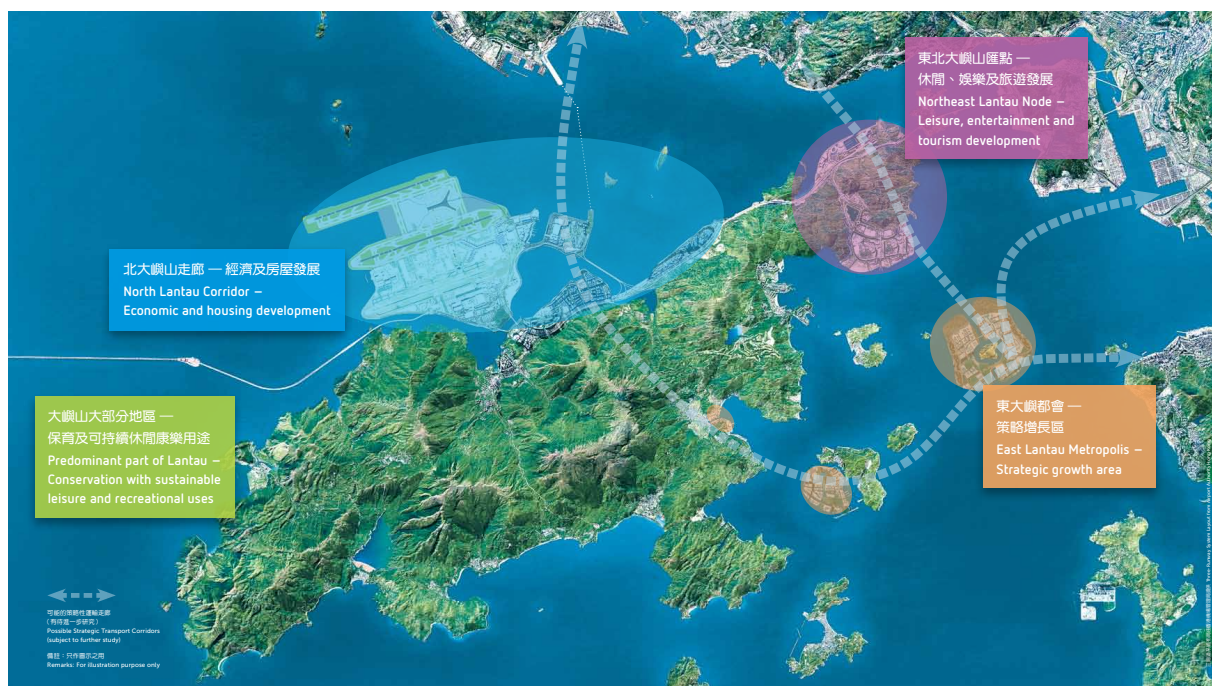 東北大嶼山匯點 —
休閒、娛樂及旅遊發展
Northeast Lantau Node –
Leisure, entertainment and
tourism development
北大嶼山走廊 — 經濟及房屋發展
North Lantau Corridor –
Economic and housing development
大嶼山大部分地區 —
保育及可持續休閒康樂用途
Predominant part of Lantau –
Conservation with sustainable
leisure and recreational uses
東大嶼都會 —
策略增長區
East Lantau Metropolis –
Strategic growth area
可能的策略性運輸走廊
(有待進一步研究)
Possible Strategic Transport Corridors
(subject to further study)
備註：只作圖示之用
Remarks: For illustration purpose only